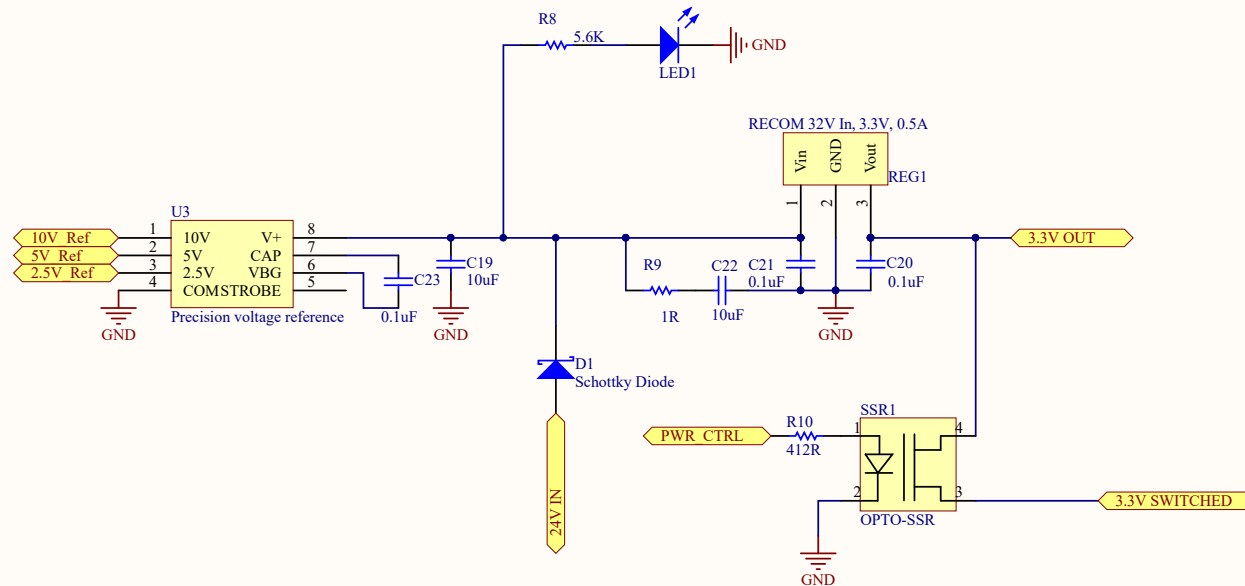 R8
5.6K
GND
LED1
RECOM 32V In, 3.3V, 0.5A
Vin
GND
Vout
REG1
1
2
3
U3
10V_Ref
1
10V
V+
8
5V_Ref
2
5V
CAP
7
2.5V_Ref
3
2.5V
VBG
6
4
COM
STROBE
5
Precision voltage reference
GND
C23
0.1uF
C19
10uF
GND
R9
1R
C22
10uF
C21
0.1uF
C20
0.1uF
GND
3.3V OUT
D1
Schottky Diode
24V IN
PWR_CTRL
R10
412R
SSR1
1
4
2
3
OPTO-SSR
3.3V SWITCHED
GND